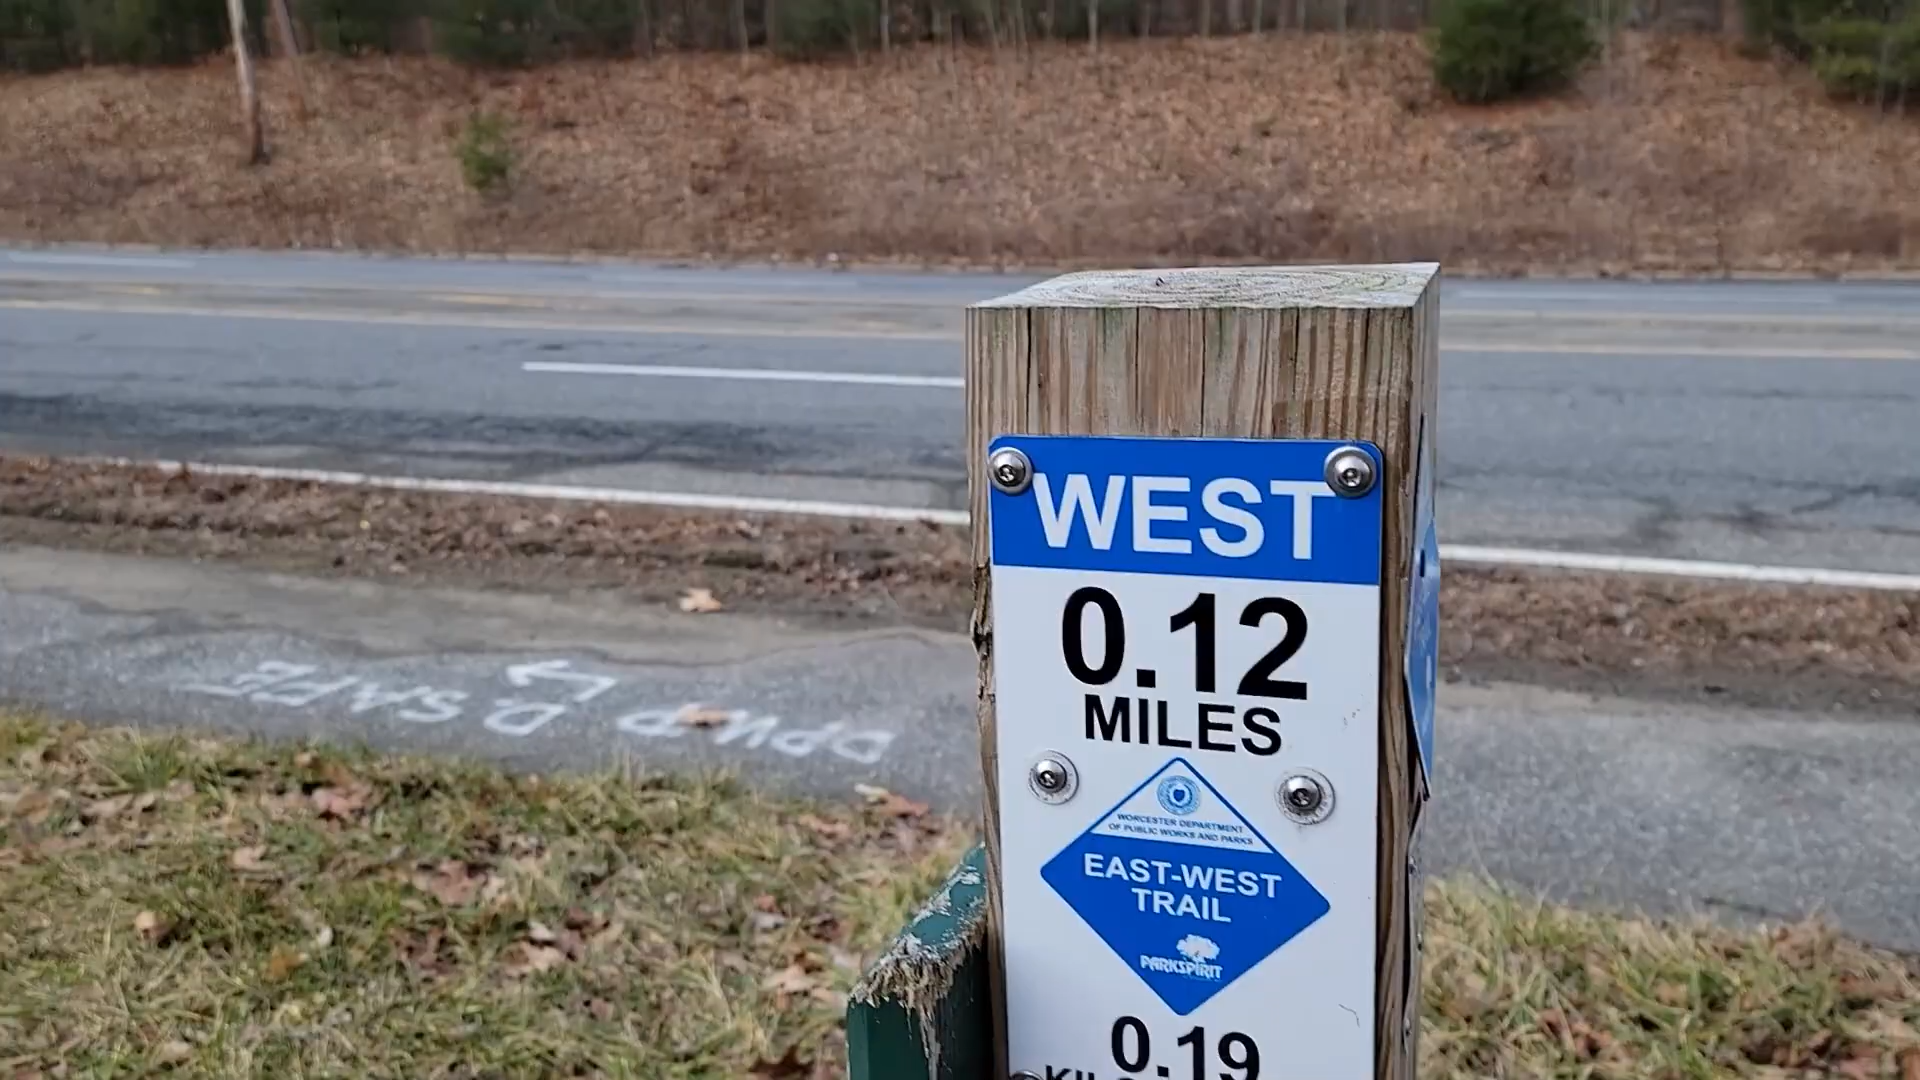 WEST
0.12
MILES
WORCESTER DEPARTMENT
OF PUBLIC WORKS AND PARKS
EAST-WEST
TRAIL
PARKSPIRIT
0.19